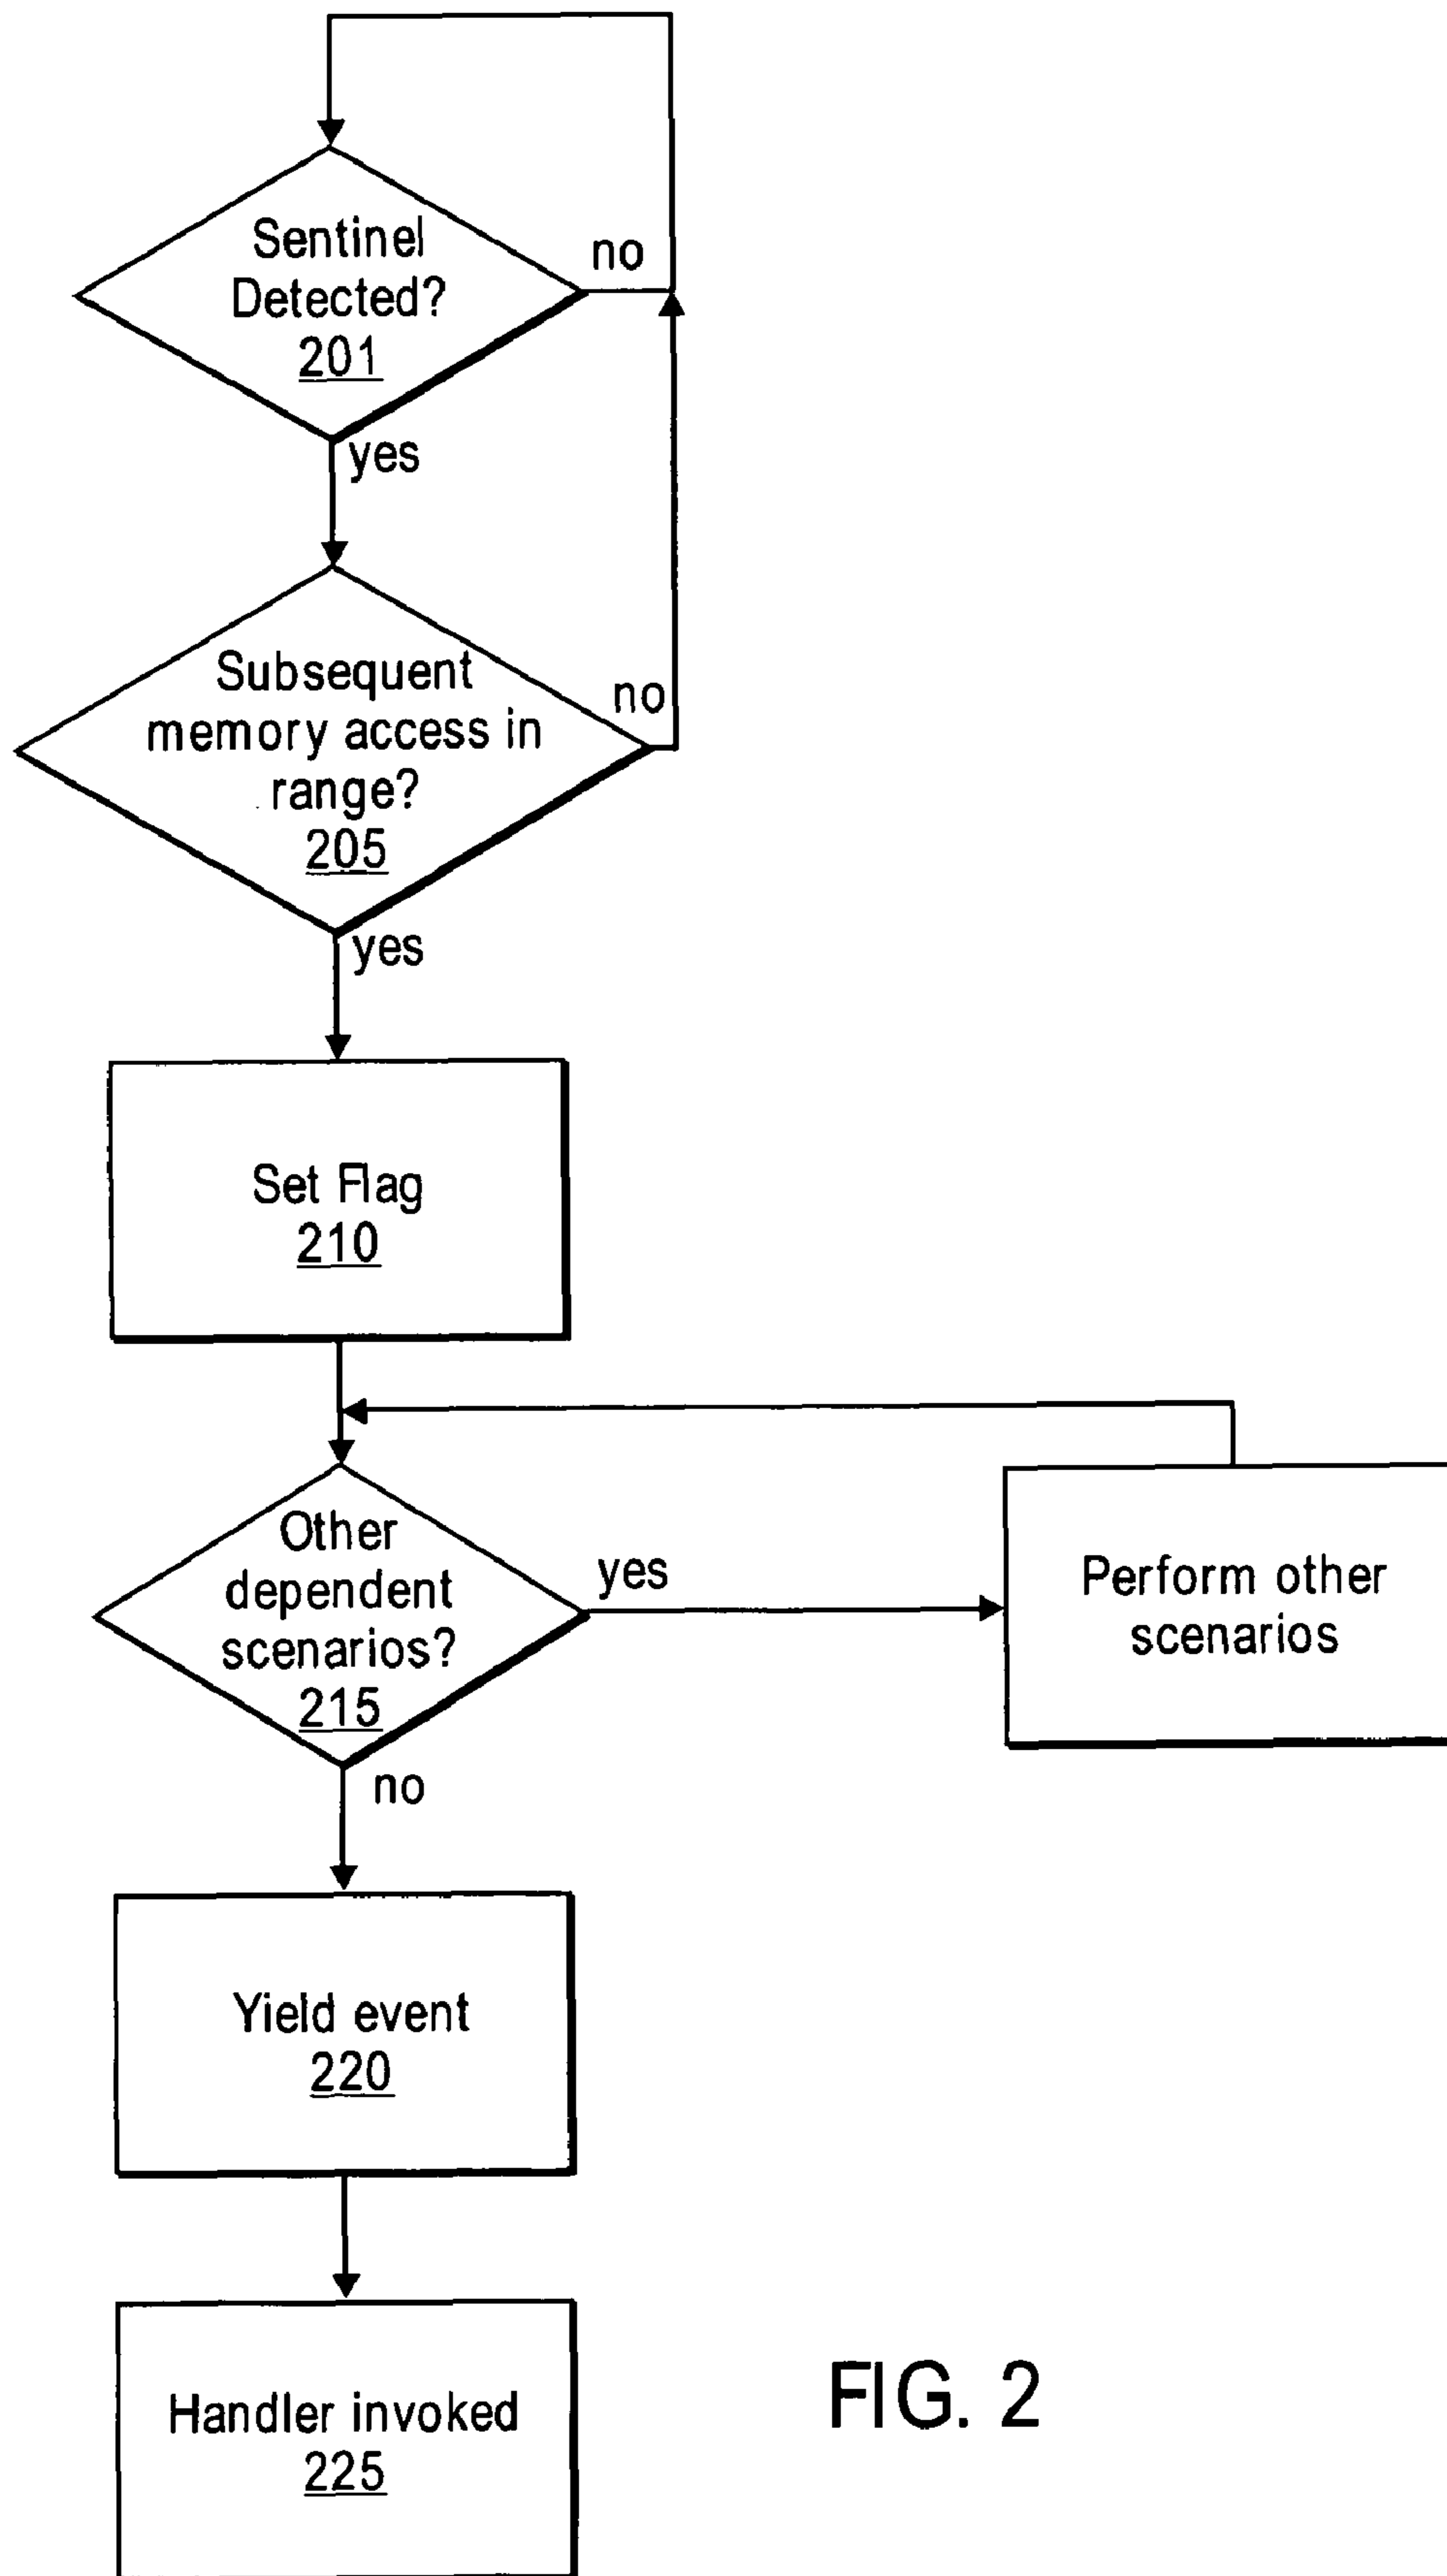 Sentinel
Detected?
201
no
yes
Subsequent
memory access in
range?
205
no
yes
Set Flag
210
Other
dependent
scenarios?
215
yes
Perform other
scenarios
no
Yield event
220
Handler invoked
225
FIG. 2